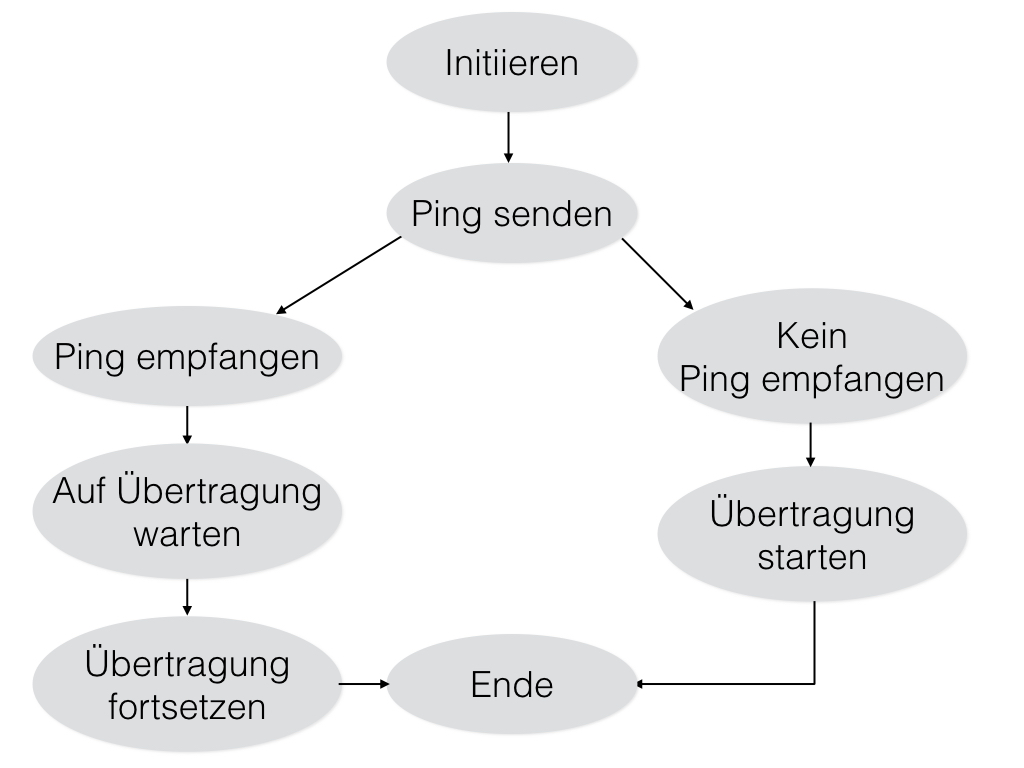 Initiieren
Ping senden
Ping empfangen
Kein
Ping empfangen
Auf Übertragung
warten
Übertragung
starten
Übertragung
fortsetzen
Ende